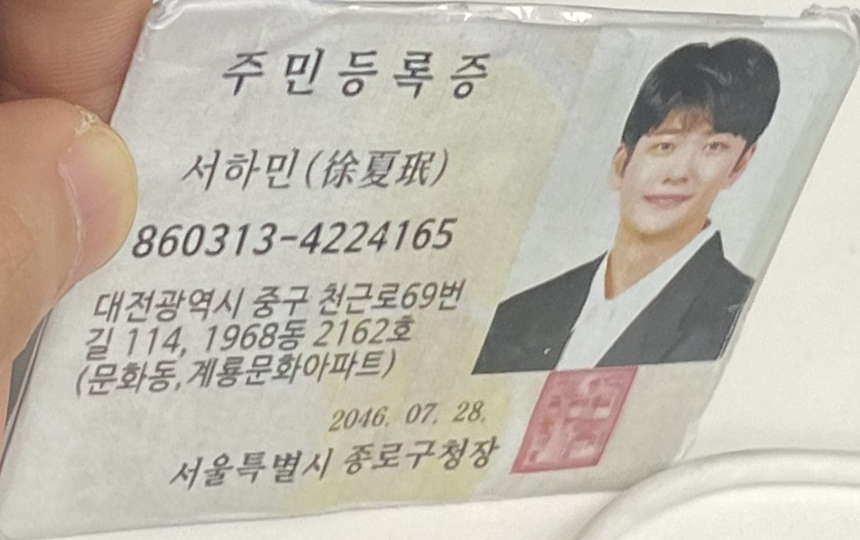 주민등록증
서하민(徐夏珉)
860313-4224165
대전광역시 중구 천근로69번
길 114, 1968동 2162호
(문화동,계룡문화아파트)
2046. 07. 28.
서울특별시 종로구청장